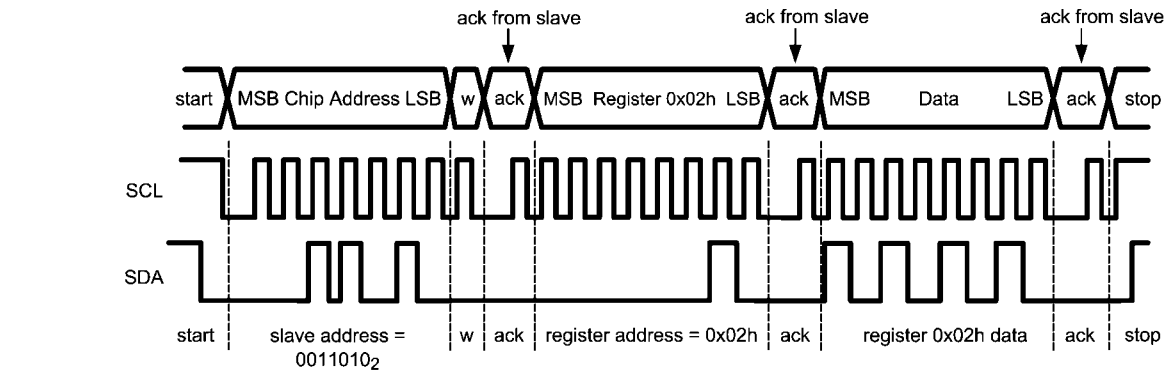 ack from slave ack from slave ack from slave
start MSB Chip Address LSB w ack MSB Register 0x02h LSB ack MSB Data LSB ack stop
SCL
SDA
start slave address = w ack register address = 0x02h ack register 0x02h data ack stop
0011010₂